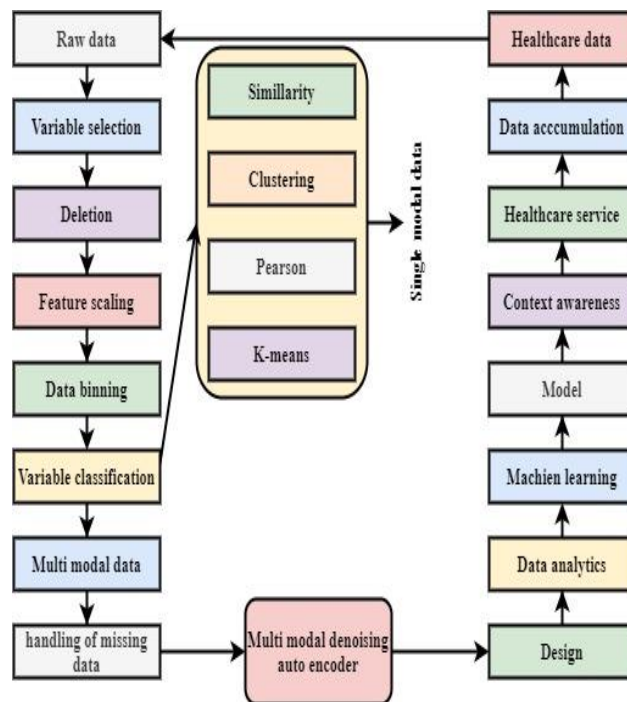 Raw data
Variable selection
Deletion
Feature scaling
Data binning
Variable classification
Multi modal data
handling of missing
data
Simillarity
Clustering
Pearson
K-means
Single modal data
Multi modal denoising
auto encoder
Healthcare data
Data acccumulation
Healthcare service
Context awareness
Model
Machien learning
Data analytics
Design